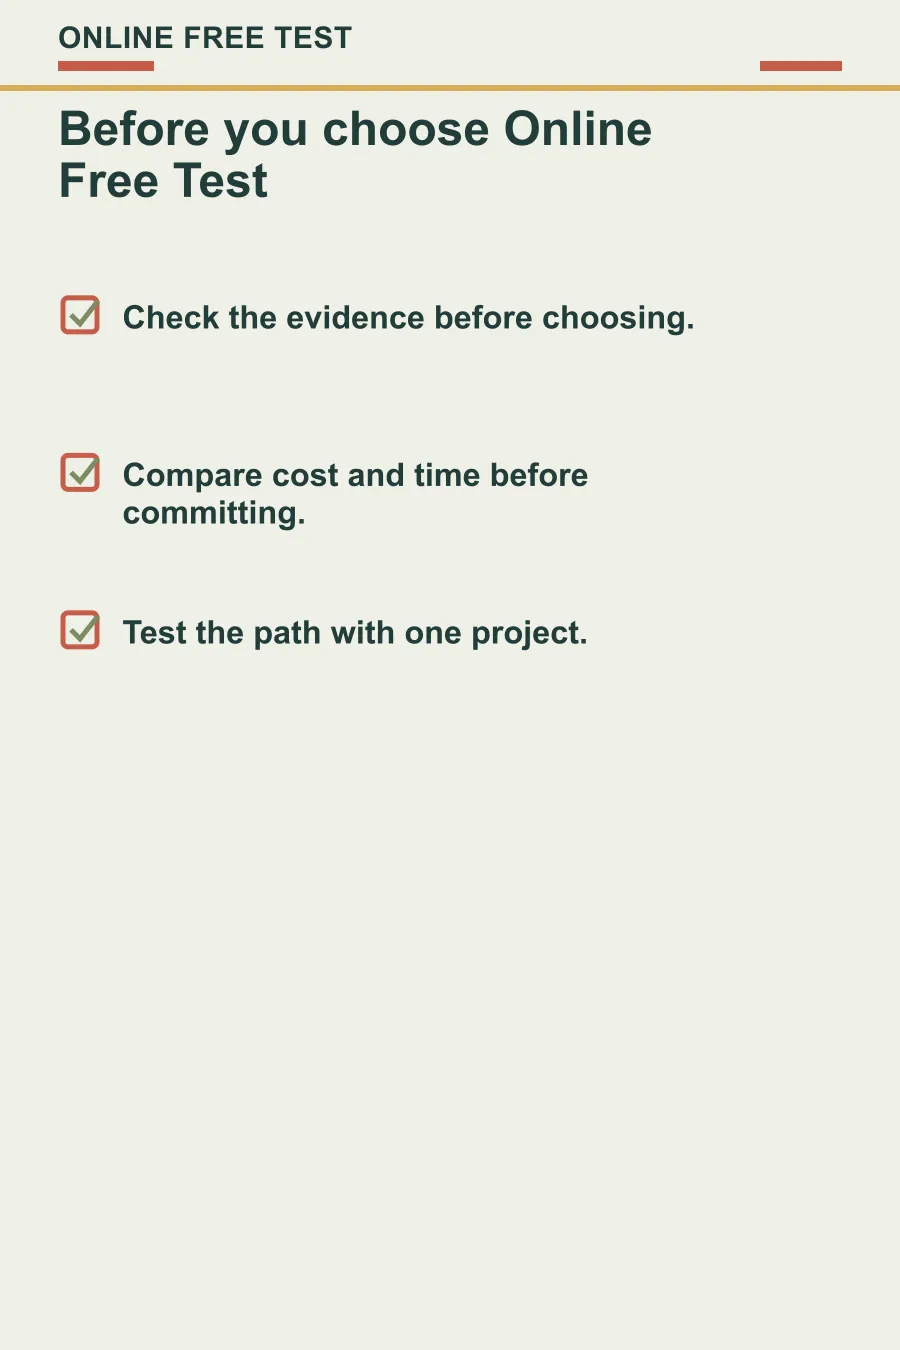 ONLINE FREE TEST
Before you choose Online
Free Test
Check the evidence before choosing.
Compare cost and time before
committing.
Test the path with one project.